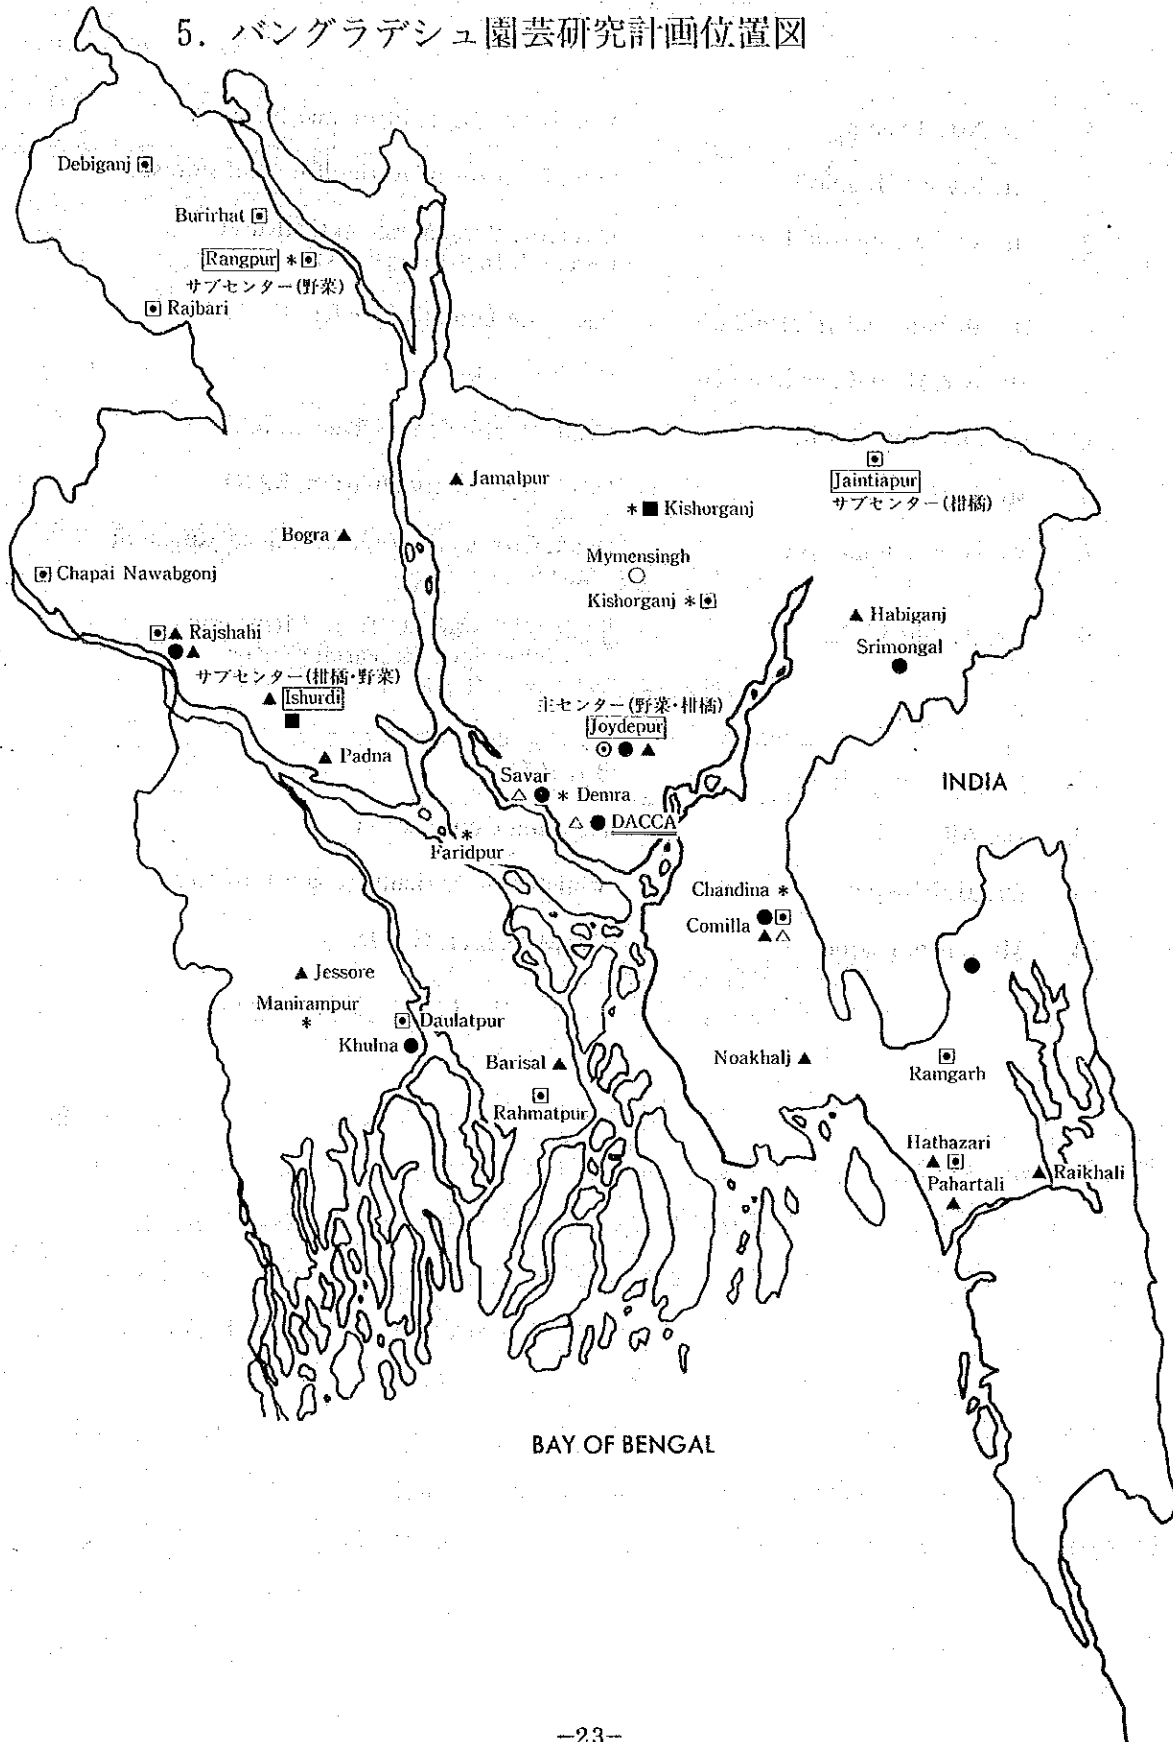 5. バングラデシュ園芸研究計画位置図
Debiganj
Burirhat
Rangpur *
サブセンター(野菜)
Rajbari
Jamalpur
Jaintiapur
サブセンター(柑橘)
* Kishorganj
Bogra
Mymensingh
Chapai Nawabgonj
Kishorganj *
Habiganj
Rajshahi
Srimongal
サブセンター(柑橘・野菜)
Ishurdi
主センター(野菜・柑橘)
Joydepur
Padna
Savar
* Demra
INDIA
DACCA
*
Faridpur
Chandina *
Comilla
Jessore
Manirampur
*
Daulatpur
Khulna
Barisal
Noakhalj
Ramgarh
Rahmatpur
Hathazari
Raikhali
Pahartali
BAY OF BENGAL
-23-